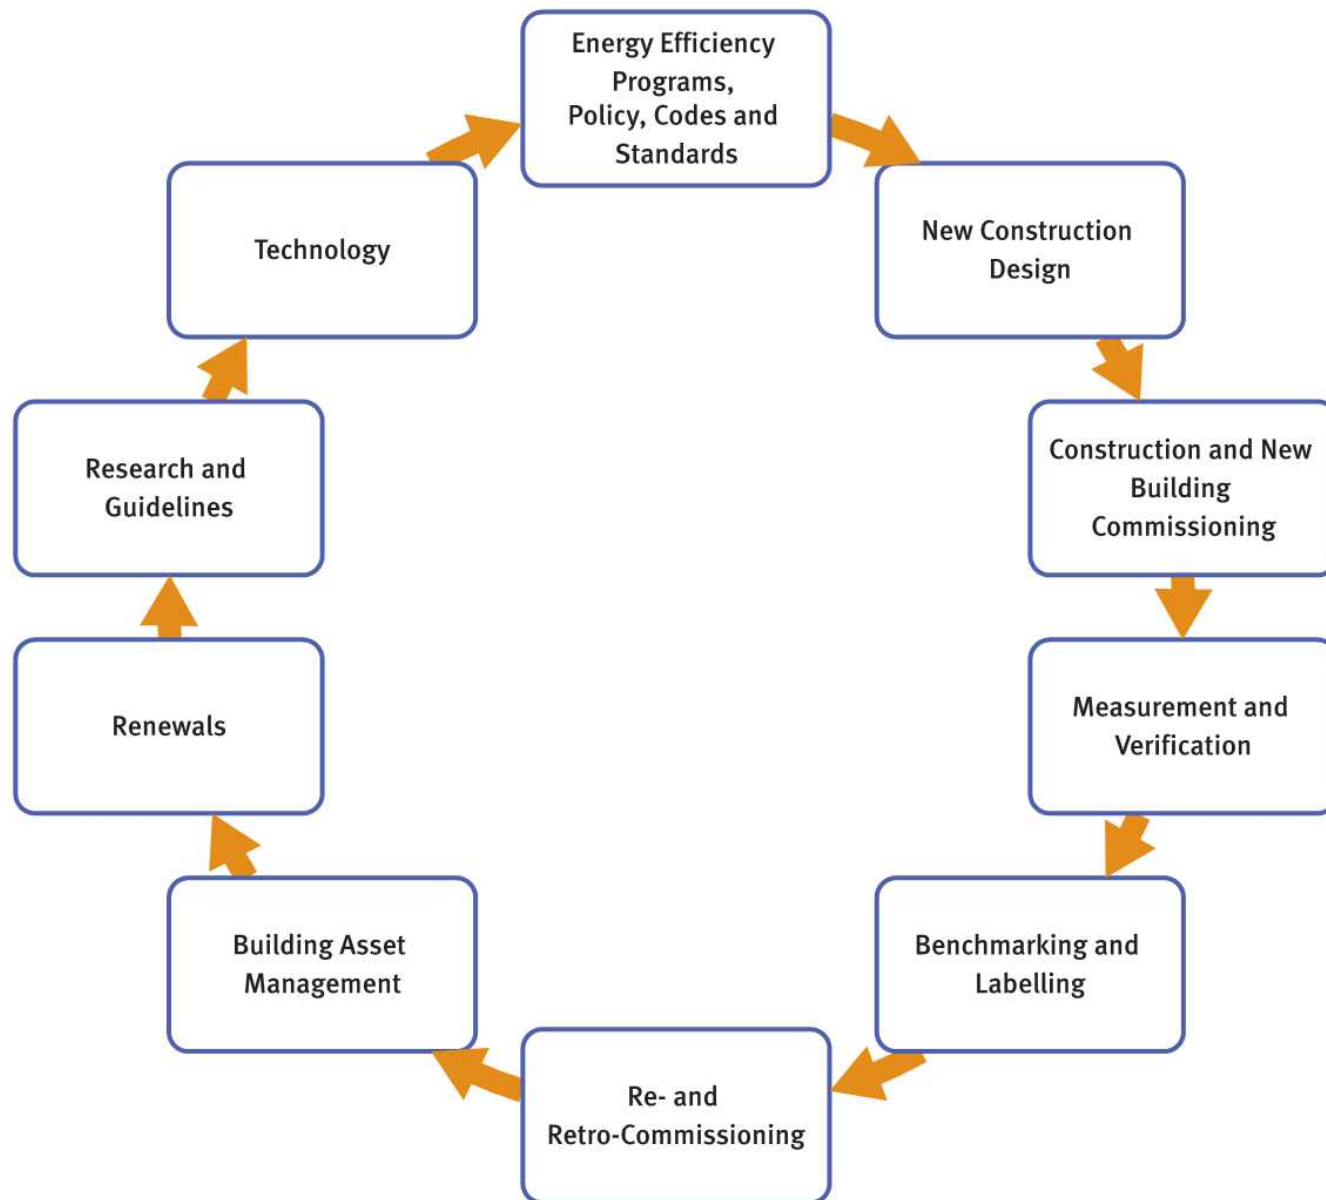 Energy Efficiency
Programs,
Policy, Codes and
Standards
New Construction
Design
Construction and New
Building
Commissioning
Measurement and
Verification
Benchmarking and
Labelling
Re- and
Retro-Commissioning
Building Asset
Management
Renewals
Research and
Guidelines
Technology